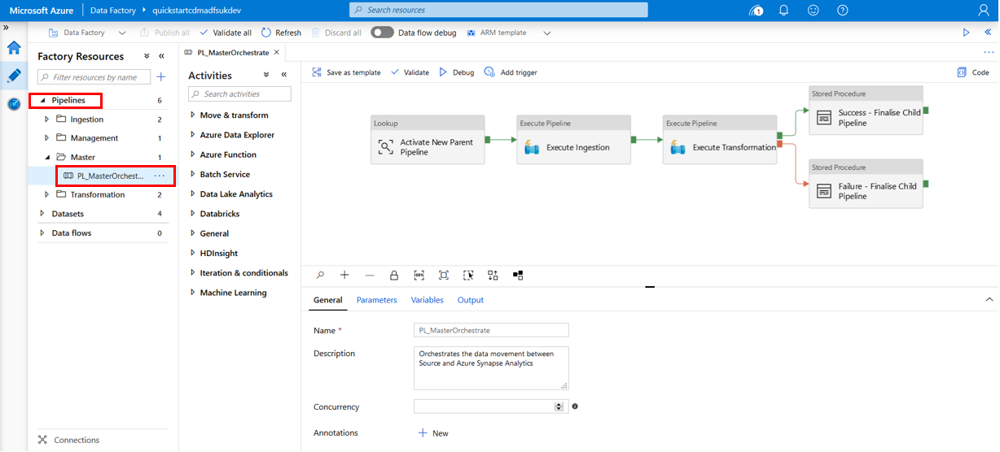 Microsoft Azure
Data Factory
quickstartcdmadfsukdev
Search resources
1
Data Factory
Publish all
Validate all
Refresh
Discard all
Data flow debug
ARM template
Factory Resources
Filter resources by name
Pipelines 6
Ingestion 2
Management 1
Master 1
PL_MasterOrchest...
Transformation 2
Datasets 4
Data flows 0
Connections
PL_MasterOrchestrate
Activities
Search activities
Move & transform
Azure Data Explorer
Azure Function
Batch Service
Data Lake Analytics
Databricks
General
HDInsight
Iteration & conditionals
Machine Learning
Save as template
Validate
Debug
Add trigger
Code
Lookup
Activate New Parent
Pipeline
Execute Pipeline
Execute Ingestion
Execute Pipeline
Execute Transformation
Stored Procedure
Success - Finalise Child
Pipeline
Stored Procedure
Failure - Finalise Child
Pipeline
100%
General
Parameters
Variables
Output
Name *
PL_MasterOrchestrate
Description
Orchestrates the data movement between
Source and Azure Synapse Analytics
Concurrency
Annotations
New